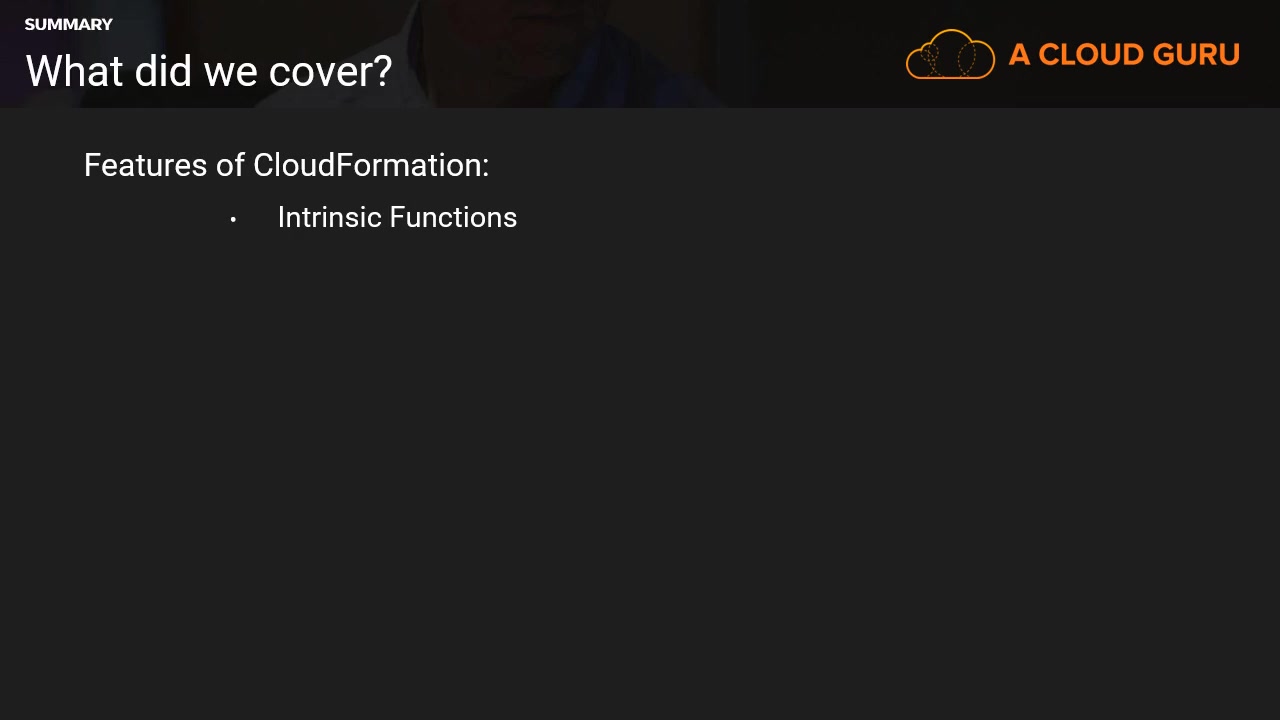 SUMMARY
What did we cover?
A CLOUD GURU
Features of CloudFormation:
• Intrinsic Functions